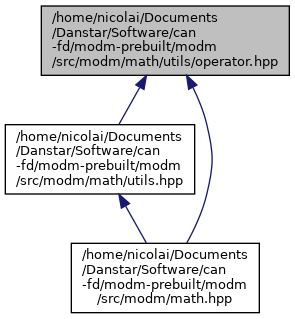 /home/nicolai/Documents
/Danstar/Software/can
-fd/modm-prebuilt/modm
/src/modm/math/utils/operator.hpp
/home/nicolai/Documents
/Danstar/Software/can
-fd/modm-prebuilt/modm
/src/modm/math/utils.hpp
/home/nicolai/Documents
/Danstar/Software/can
-fd/modm-prebuilt/modm
/src/modm/math.hpp